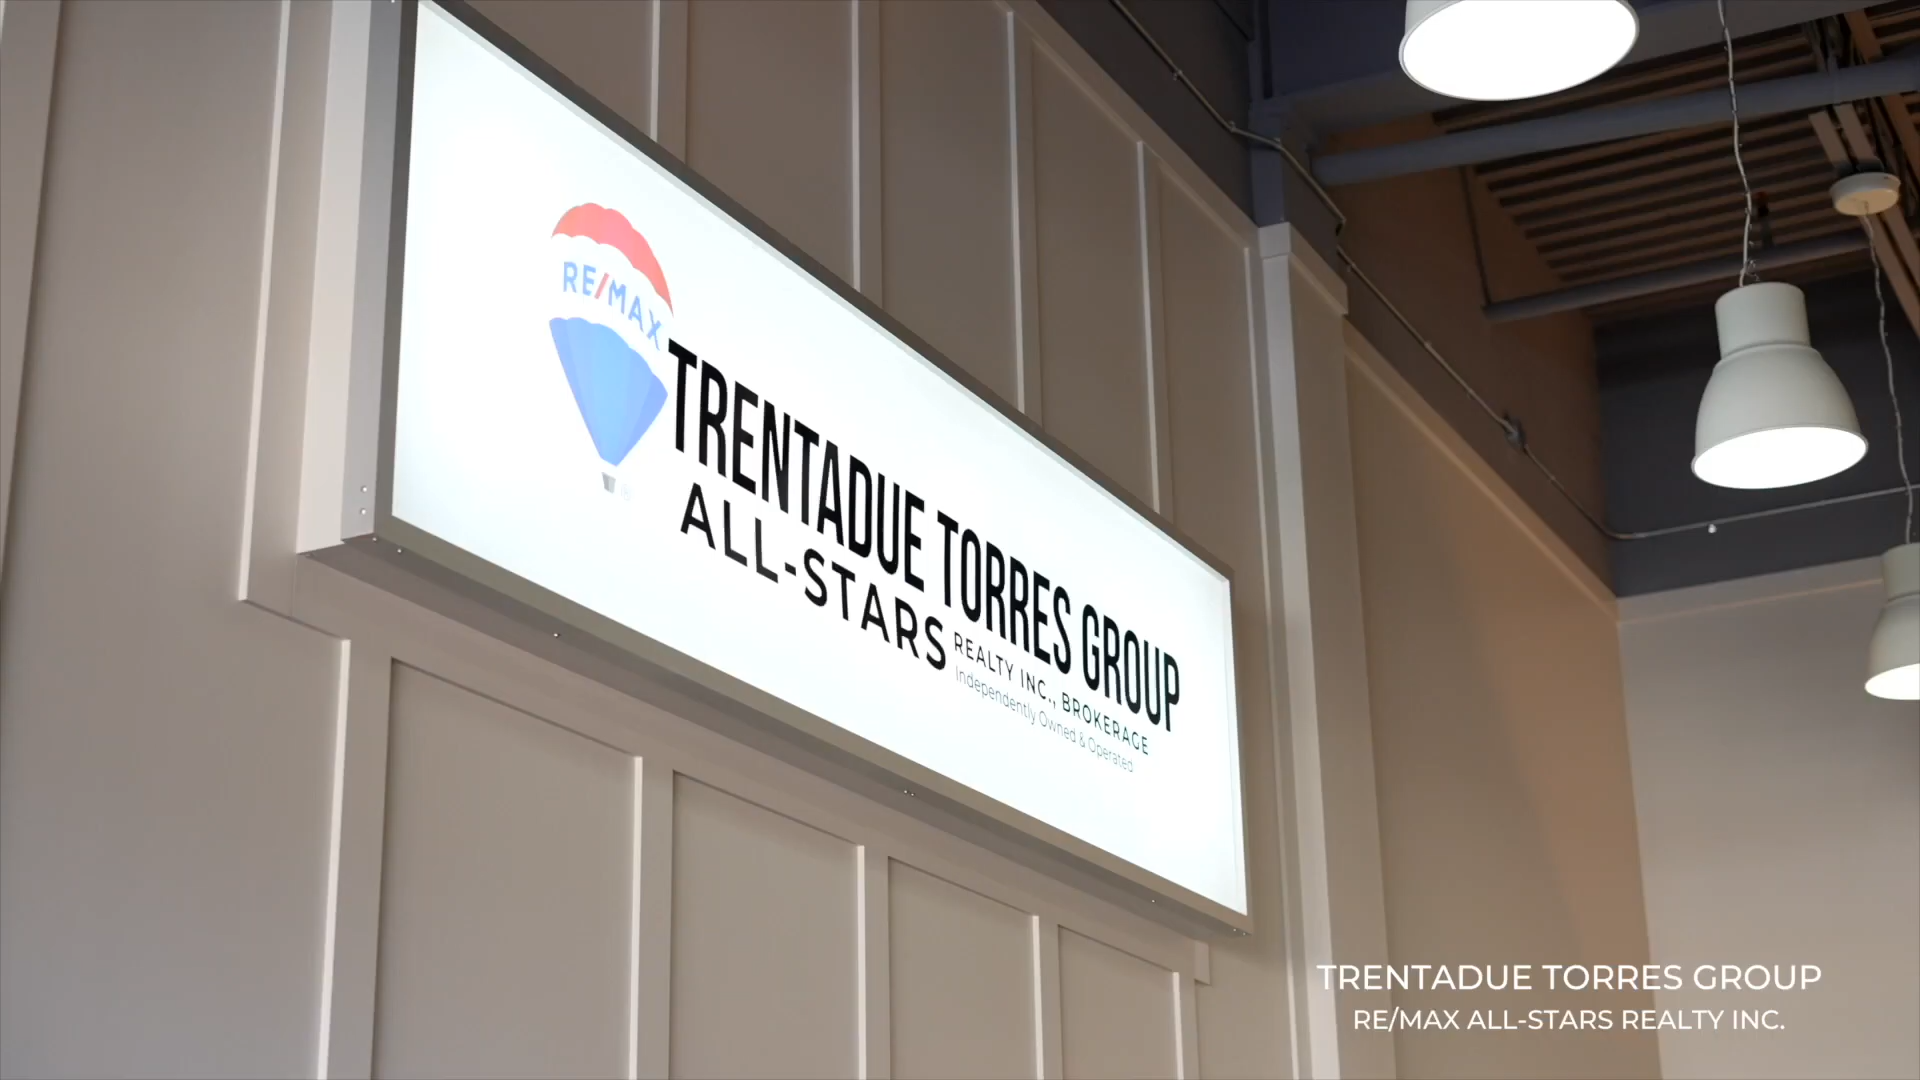 RE/MAX
®
TRENTADUE TORRES GROUP
ALL-STARS
REALTY INC., BROKERAGE
Independently Owned & Operated
TRENTADUE TORRES GROUP
RE/MAX ALL-STARS REALTY INC.